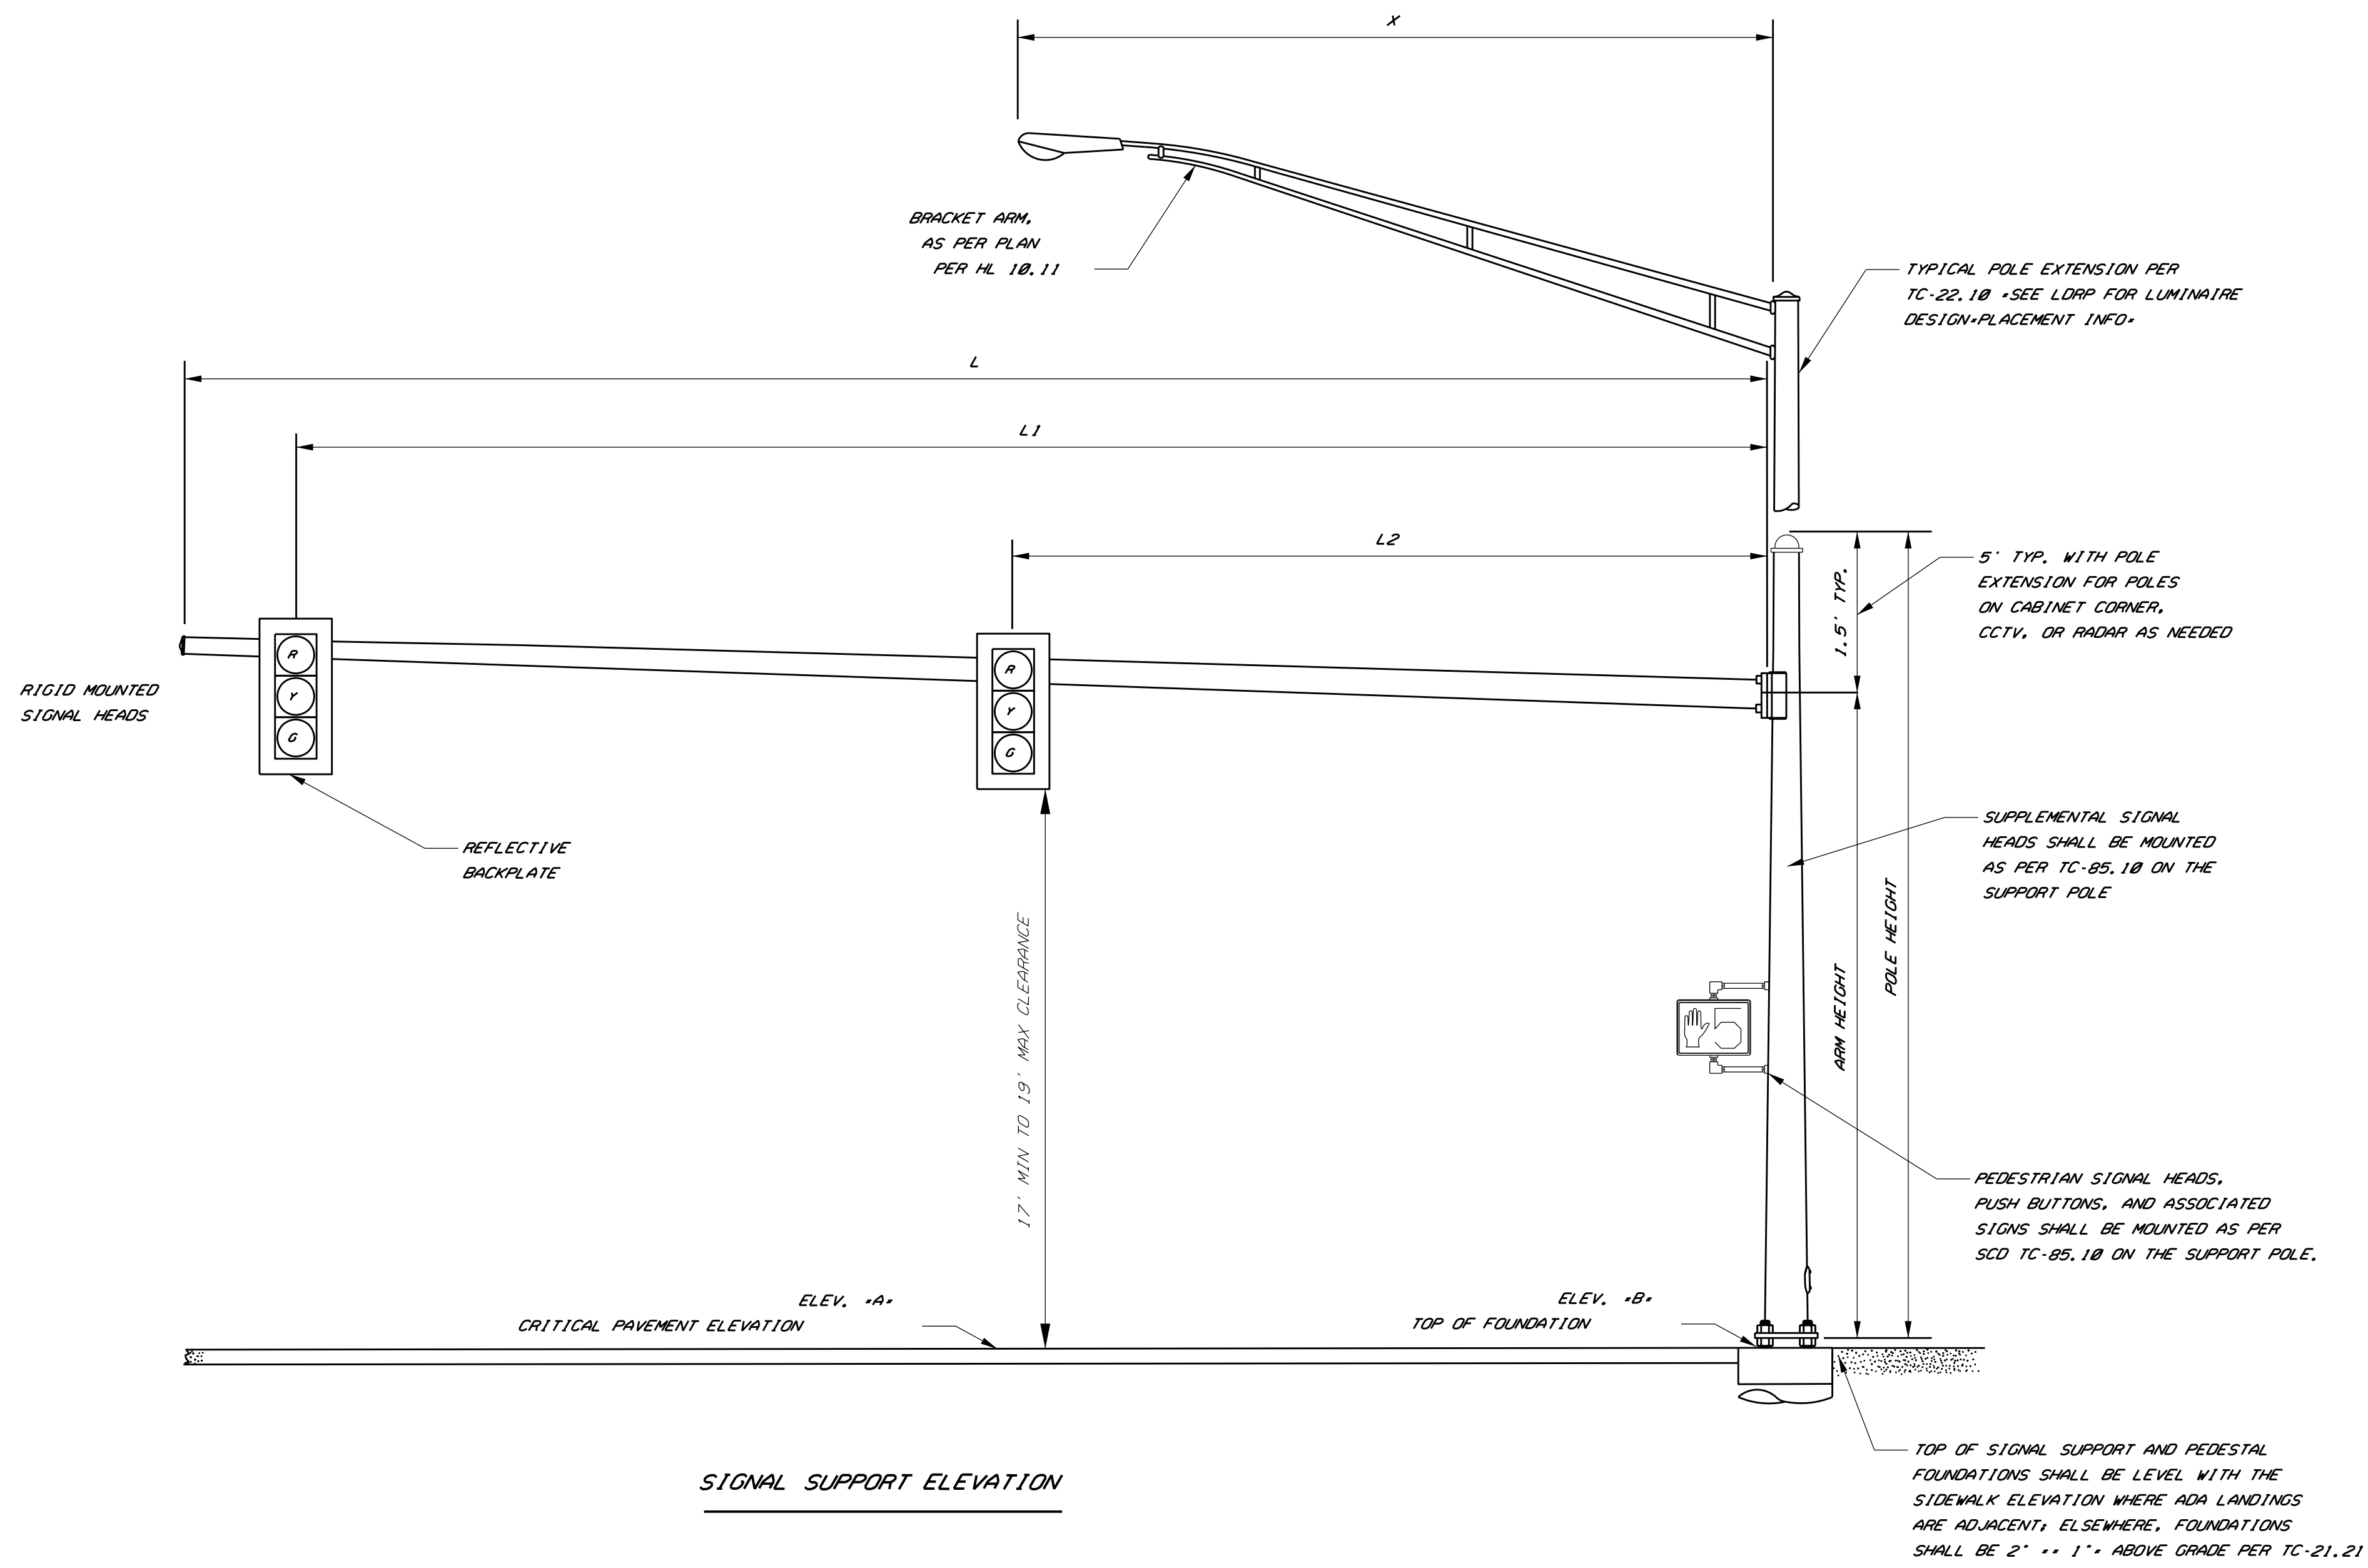 X
BRACKET ARM,
AS PER PLAN
PER HL 10.11
TYPICAL POLE EXTENSION PER
TC-22.10 *SEE LDRP FOR LUMINAIRE
DESIGN*PLACEMENT INFO*
L
L1
L2
1.5' TYP.
5' TYP. WITH POLE
EXTENSION FOR POLES
ON CABINET CORNER,
CCTV, OR RADAR AS NEEDED
R
Y
G
R
Y
G
RIGID MOUNTED
SIGNAL HEADS
REFLECTIVE
BACKPLATE
SUPPLEMENTAL SIGNAL
HEADS SHALL BE MOUNTED
AS PER TC-85.10 ON THE
SUPPORT POLE
17' MIN TO 19' MAX CLEARANCE
ARM HEIGHT
POLE HEIGHT
5
PEDESTRIAN SIGNAL HEADS,
PUSH BUTTONS, AND ASSOCIATED
SIGNS SHALL BE MOUNTED AS PER
SCD TC-85.10 ON THE SUPPORT POLE.
ELEV. *A*
CRITICAL PAVEMENT ELEVATION
ELEV. *B*
TOP OF FOUNDATION
TOP OF SIGNAL SUPPORT AND PEDESTAL
FOUNDATIONS SHALL BE LEVEL WITH THE
SIDEWALK ELEVATION WHERE ADA LANDINGS
ARE ADJACENT; ELSEWHERE, FOUNDATIONS
SHALL BE 2" ** 1"* ABOVE GRADE PER TC-21.21
SIGNAL SUPPORT ELEVATION